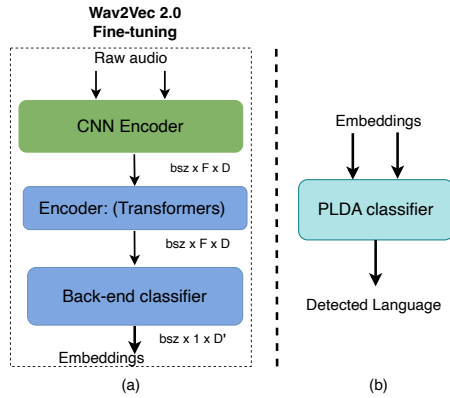 Wav2Vec 2.0
Fine-tuning
Raw audio
CNN Encoder
bsz x F x D
Encoder: (Transformers)
bsz x F x D
Back-end classifier
bsz x 1 x D'
Embeddings
(a)
Embeddings
PLDA classifier
Detected Language
(b)